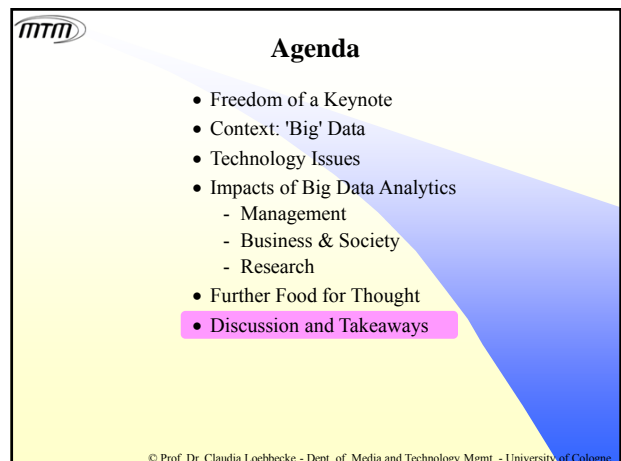 mtm
Agenda
• Freedom of a Keynote
• Context: 'Big' Data
• Technology Issues
• Impacts of Big Data Analytics
- Management
- Business & Society
- Research
• Further Food for Thought
• Discussion and Takeaways
© Prof. Dr. Claudia Loebbecke - Dept. of Media and Technology Mgmt. - University of Cologne